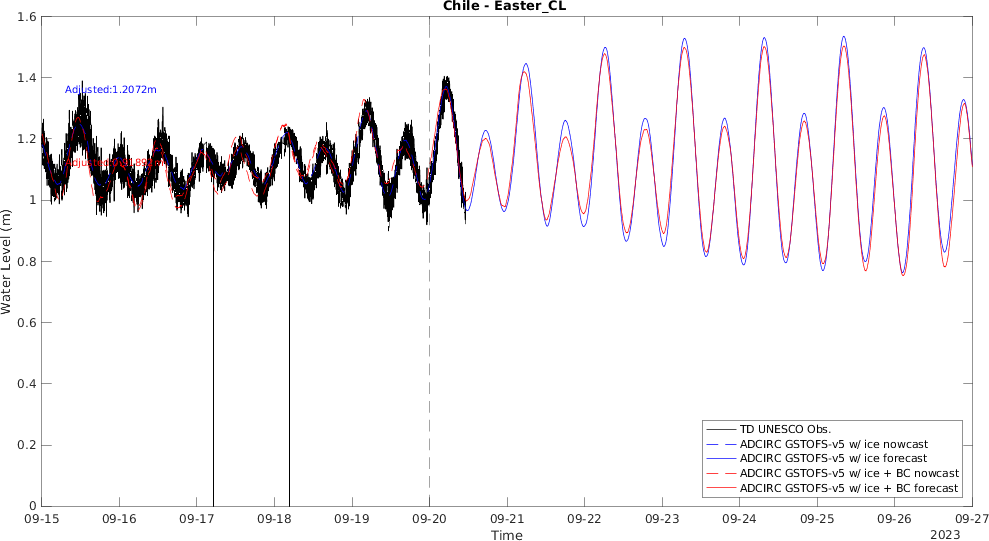 Chile - Easter_CL
1.6
1.4
1.2
1
0.8
0.6
0.4
0.2
0
Water Level (m)
Adjusted:1.2072m
Adjusted:
09-15 09-16 09-17 09-18 09-19 09-20 09-21 09-22 09-23 09-24 09-25 09-26 09-27
Time
2023
TD UNESCO Obs.
ADCIRC GSTOFS-v5 w/ ice nowcast
ADCIRC GSTOFS-v5 w/ ice forecast
ADCIRC GSTOFS-v5 w/ ice + BC nowcast
ADCIRC GSTOFS-v5 w/ ice + BC forecast